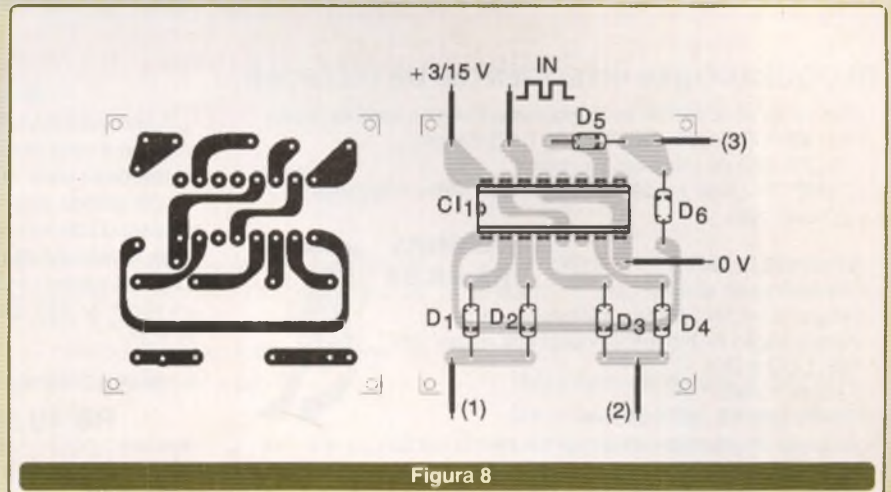 + 3/15 V
IN
D5
(3)
CI1
D6
0 V
D1
D2
D3
D4
(1)
(2)
Figura 8